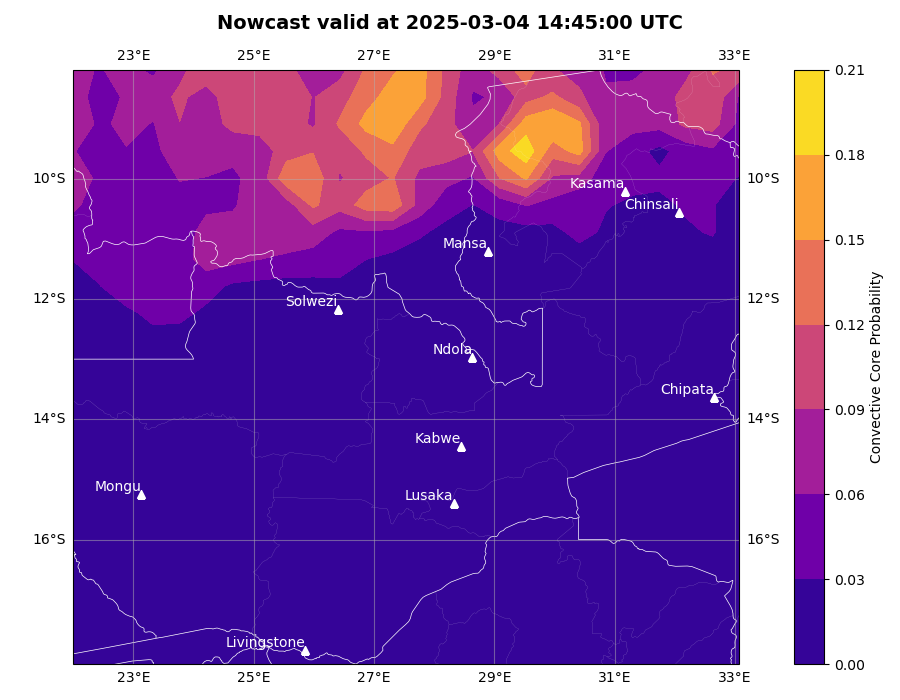 Nowcast valid at 2025-03-04 14:45:00 UTC
23°E 25°E 27°E 29°E 31°E 33°E
0.21
0.18
10°S 10°S
Kasama
Chinsali
0.15
Mansa
12°S 12°S
Solwezi
0.12
Ndola
Chipata
0.09
14°S 14°S
Kabwe
Mongu
Lusaka
0.06
16°S 16°S
0.03
Livingstone
0.00
23°E 25°E 27°E 29°E 31°E 33°E
Convective Core Probability